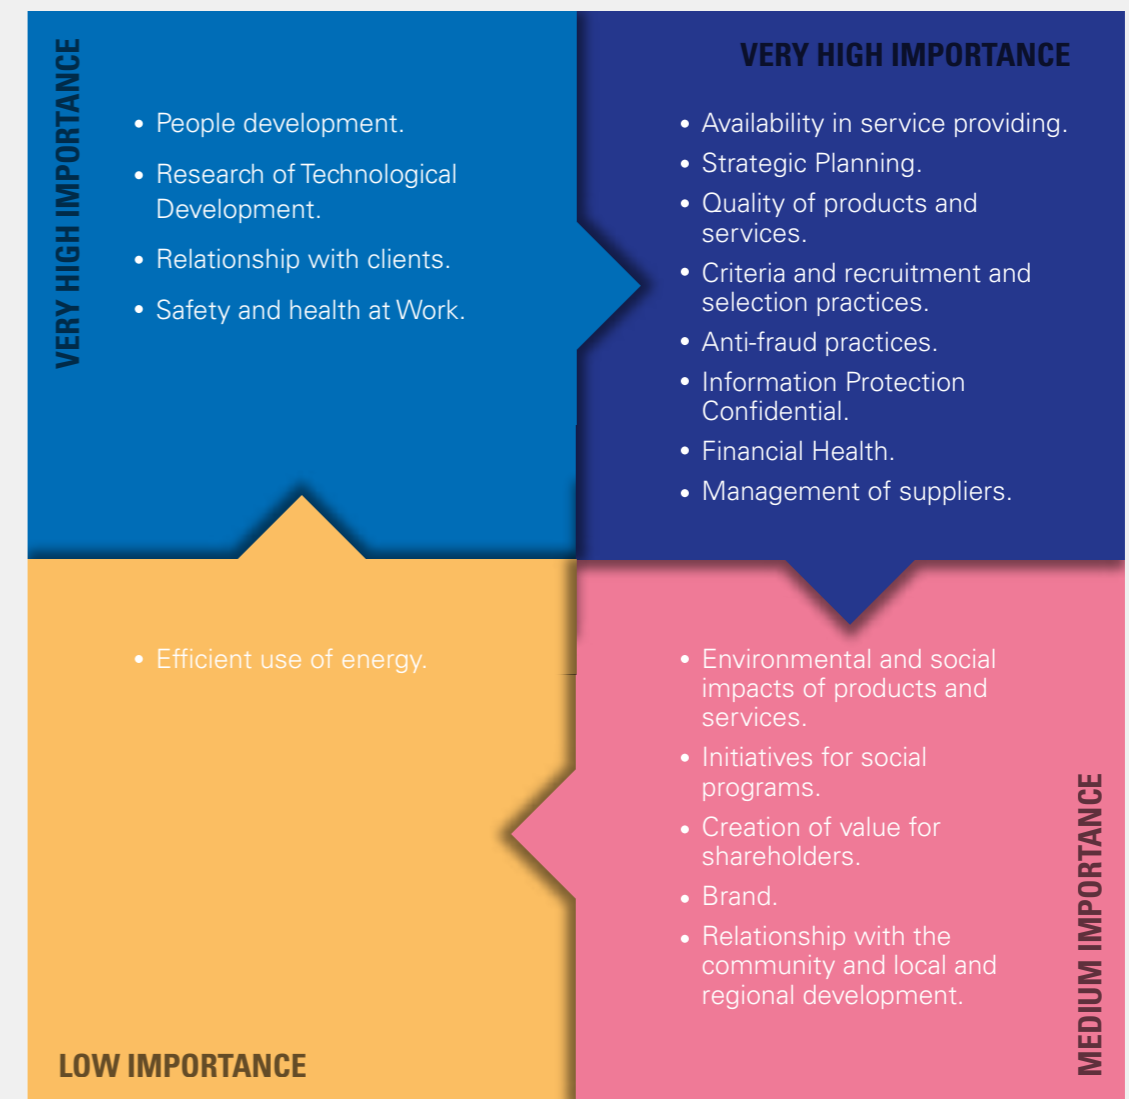 VERY HIGH IMPORTANCE
• People development.
• Research of Technological
Development.
• Relationship with clients.
• Safety and health at Work.
VERY HIGH IMPORTANCE
• Availability in service providing.
• Strategic Planning.
• Quality of products and
services.
• Criteria and recruitment and
selection practices.
• Anti-fraud practices.
• Information Protection
Confidential.
• Financial Health.
• Management of suppliers.
• Efficient use of energy.
LOW IMPORTANCE
• Environmental and social
impacts of products and
services.
• Initiatives for social
programs.
• Creation of value for
shareholders.
• Brand.
• Relationship with the
community and local and
regional development.
MEDIUM IMPORTANCE